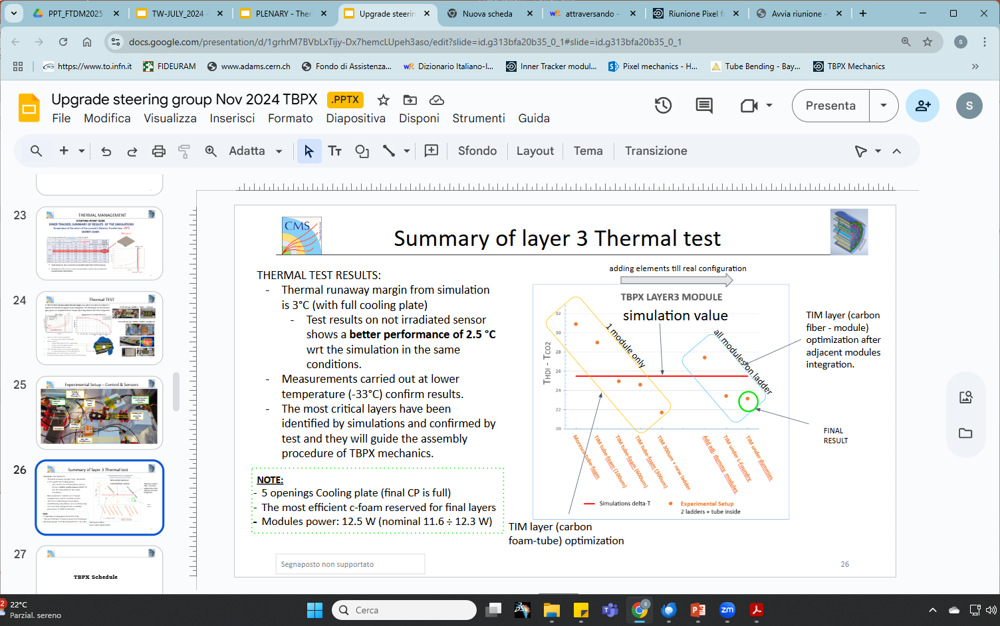 PPT_FTDM2025
TW-JULY_2024 -
PLENARY - Ther
Upgrade steerin
Nuova scheda
attraversando -
Riunione Pixel f
Avvia riunione -
docs.google.com/presentation/d/1grhrM7BVbLxTijy-Dx7hemcLUpeh3aso/edit?slide=id.g313bfa20b35_0_1#slide=id.g313bfa20b35_0_1
S
https://www.to.infn.it
FIDEURAM
www.adams.cern.ch
Fondo di Assistenza...
Dizionario Italiano-I...
Inner Tracker modul...
Pixel mechanics - H...
Tube Bending - Bay...
TBPX Mechanics
Upgrade steering group Nov 2024 TBPX
.PPTX
File Modifica Visualizza Inserisci Formato Diapositiva Disponi Strumenti Guida
Presenta
S
Adatta
Sfondo
Layout
Tema
Transizione
23
THERMAL MANAGEMENT
24
Thermal TEST
25
Experimental Setup – Control & Sensors
26
Summary of layer 3 Thermal test
27
TBPX Schedule
CMS
Summary of layer 3 Thermal test
THERMAL TEST RESULTS:
- Thermal runaway margin from simulation
is 3°C (with full cooling plate)
- Test results on not irradiated sensor
shows a better performance of 2.5 °C
wrt the simulation in the same
conditions.
- Measurements carried out at lower
temperature (-33°C) confirm results.
- The most critical layers have been
identified by simulations and confirmed by
test and they will guide the assembly
procedure of TBPX mechanics.
NOTE:
- 5 openings Cooling plate (final CP is full)
- The most efficient c-foam reserved for final layers
- Modules power: 12.5 W (nominal 11.6 ÷ 12.3 W)
adding elements till real configuration
TBPX LAYER3 MODULE
simulation value
1 module only
all modules on ladder
THDI - TCO2
32
30
28
26
24
22
20
Moresco tube-foam
TIM tube-foam (100um)
TIM tube-foam (600um)
TIM tube-foam (300um)
TIM 300um + new ladder
Add adj. dummy modules
TIM under L-Foundry
TIM under dummies
Simulations delta-T
Experimental Setup
2 ladders + tube inside
TIM layer (carbon
fiber - module)
optimization after
adjacent modules
integration.
FINAL
RESULT
TIM layer (carbon
foam-tube) optimization
Segnaposto non supportato
26
2
22°C
Parzial. sereno
Cerca
zm